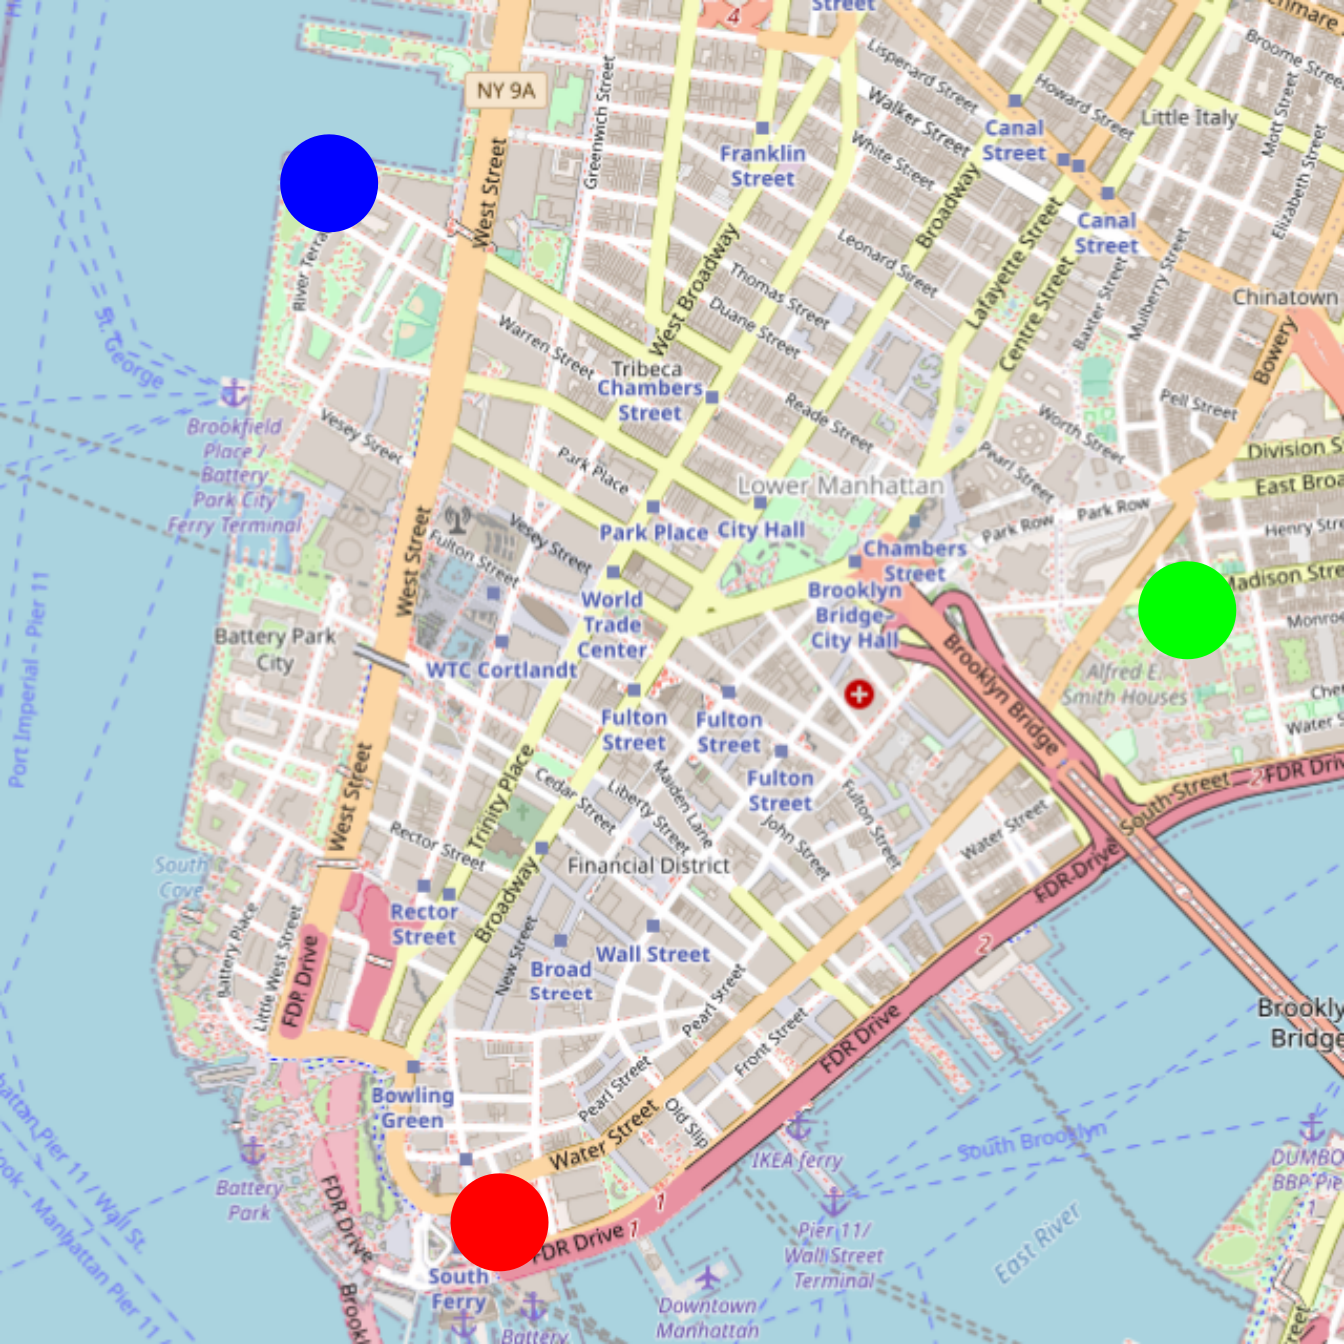 4
Street
NY 9A
Greenwich Street
Lispenard Street
Walker Street
White Street
Howard Street
Broome Stree
Little Italy
Mott Street
Elizabeth Street
Canal
Street
Franklin
Street
Canal
Street
West Street
Broadway
Lafayette Street
Centre Street
Baxter Street
Mulberry Street
Chinatown
Bowery
Leonard Street
Thomas Street
Duane Street
West Broadway
River Terra
St. George
Warren Street
Tribeca
Chambers
Street
Reade Street
Worth Street
Pell Street
Division S
East Broa
Henry Str
Madison Stre
Monroe
Pearl Street
Park Row
Park Row
Lower Manhattan
Brookfield
Place /
Battery
Park City
Ferry Terminal
Vesey Street
Park Place
Vesey Street
Fulton Street
West Street
Park Place
City Hall
Chambers
Street
Brooklyn
Bridge-
City Hall
World
Trade
Center
WTC Cortlandt
Battery Park
City
Port Imperial - Pier 11
Brooklyn Bridge
Alfred E.
Smith Houses
Water
South Street
2
FDR Driv
Fulton
Street
Fulton
Street
Fulton
Street
West Street
Trinity Place
Cedar Street
Liberty Street
Maiden Lane
John Street
Fulton Street
Water Street
FDR Drive
Rector Street
Financial District
South
Cove
Rector
Street
Broadway
New Street
Wall Street
Broad
Street
Battery Place
Little West Street
FDR Drive
Pearl Street
Front Street
FDR Drive
2
Brookly
Bridge
Bowling
Green
Pearl Street
Water Street
Old Slip
IKEA ferry
South Brooklyn
East River
DUMBO
BBP Pie
1
Pier 11/
Wall Street
Terminal
Battery
Park
FDR Drive
FDR Drive
1
1
South
Ferry
Downtown
Manhattan
Battery
Brook
hattan Pier 11 / Wall St.
ook - Manhattan Pier 11 /
reet